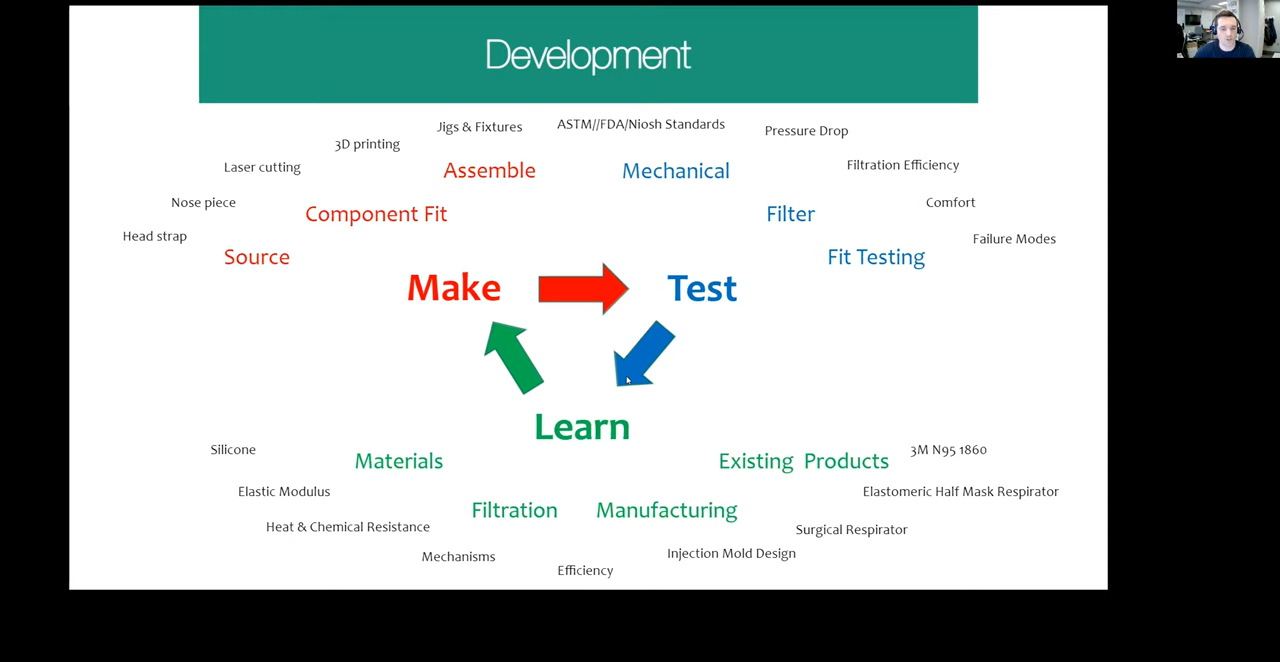 Development
Jigs & Fixtures
ASTM//FDA/Niosh Standards
Pressure Drop
3D printing
Laser cutting
Assemble
Mechanical
Filtration Efficiency
Nose piece
Component Fit
Filter
Comfort
Head strap
Source
Fit Testing
Failure Modes
Make
Test
Learn
Silicone
Materials
Existing Products
3M N95 1860
Elastic Modulus
Elastomeric Half Mask Respirator
Filtration
Manufacturing
Heat & Chemical Resistance
Surgical Respirator
Mechanisms
Injection Mold Design
Efficiency